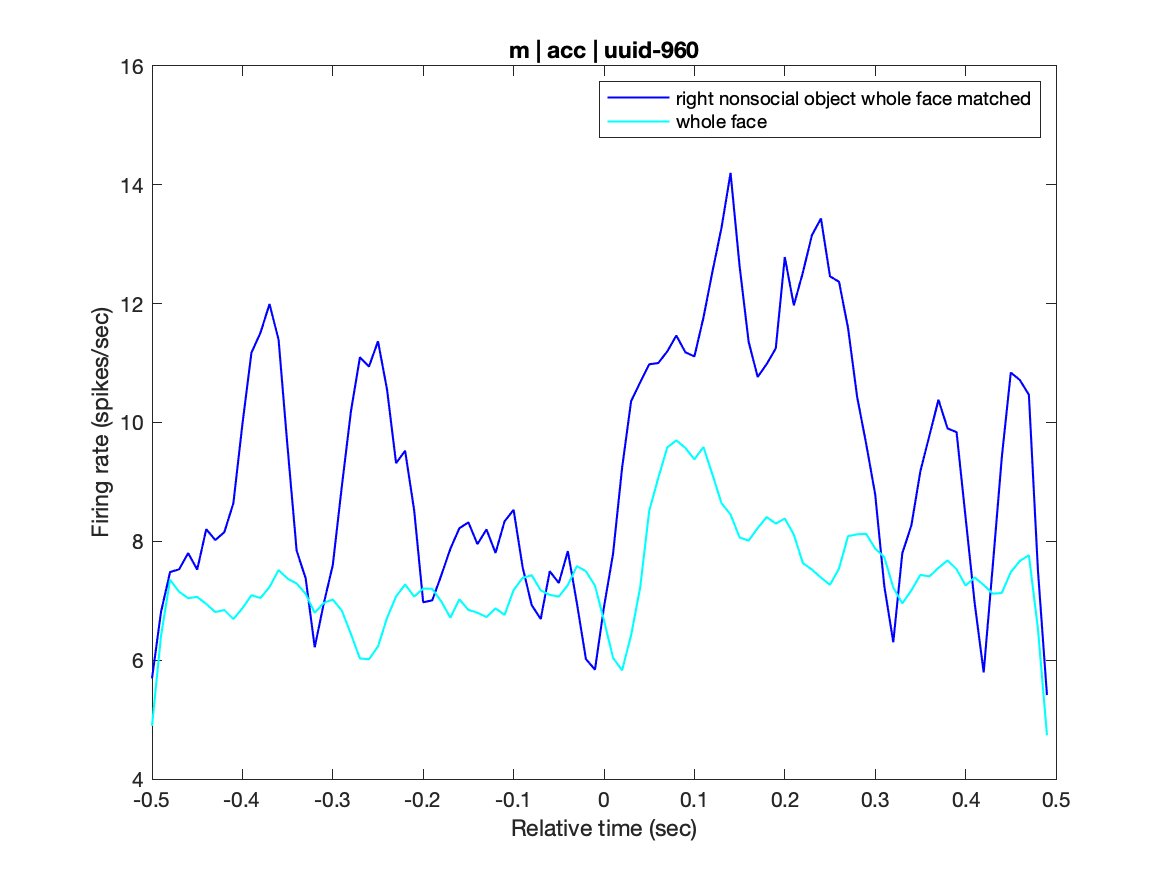 m | acc | uuid-960
right nonsocial object whole face matched
whole face
Firing rate (spikes/sec)
16
14
12
10
8
6
4
-0.5 -0.4 -0.3 -0.2 -0.1 0 0.1 0.2 0.3 0.4 0.5
Relative time (sec)